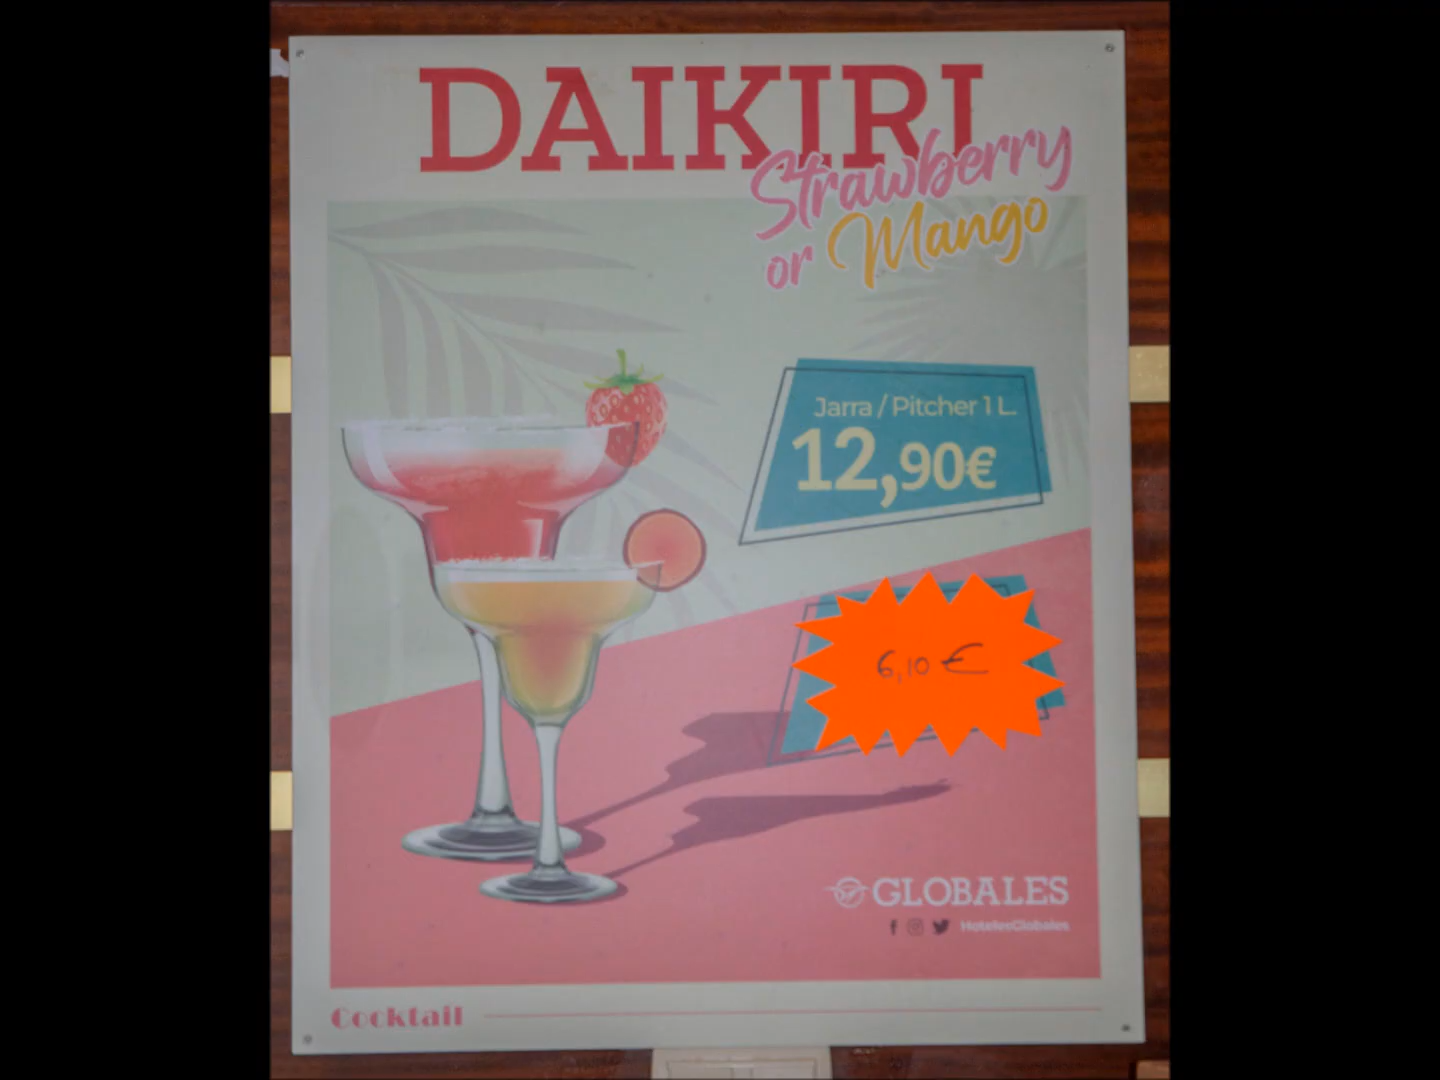 DAIKIRI
Strawberry
or Mango
Jarra / Pitcher 1 L.
12,90€
6,10 €
GLOBALES
HotelesGlobales
Cocktail